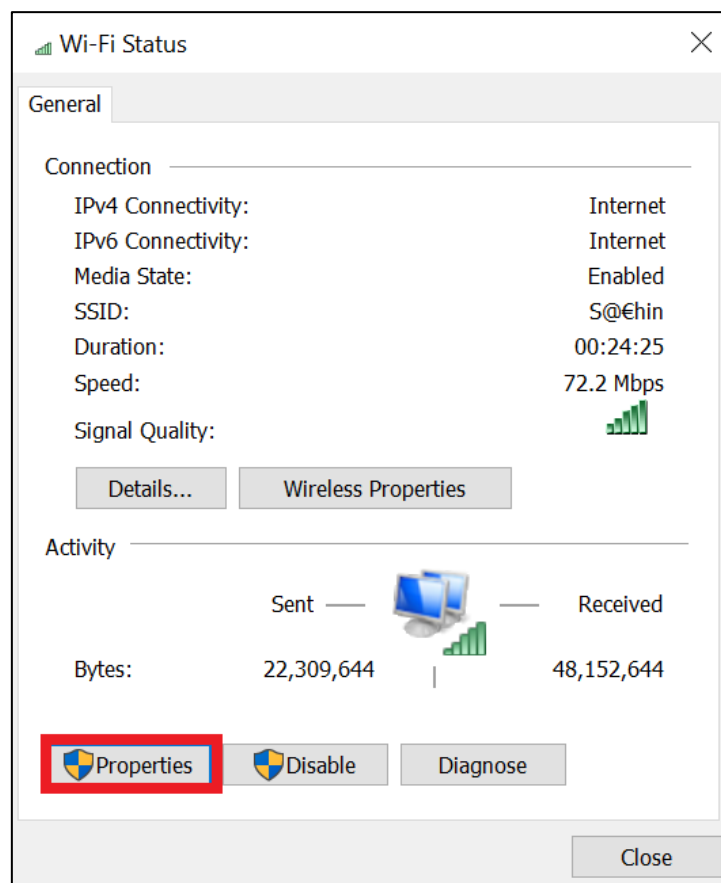 Wi-Fi Status
General
Connection
IPv4 Connectivity: Internet
IPv6 Connectivity: Internet
Media State: Enabled
SSID: S@€hin
Duration: 00:24:25
Speed: 72.2 Mbps
Signal Quality:
Details... Wireless Properties
Activity
Sent Received
Bytes: 22,309,644 48,152,644
Properties Disable Diagnose
Close